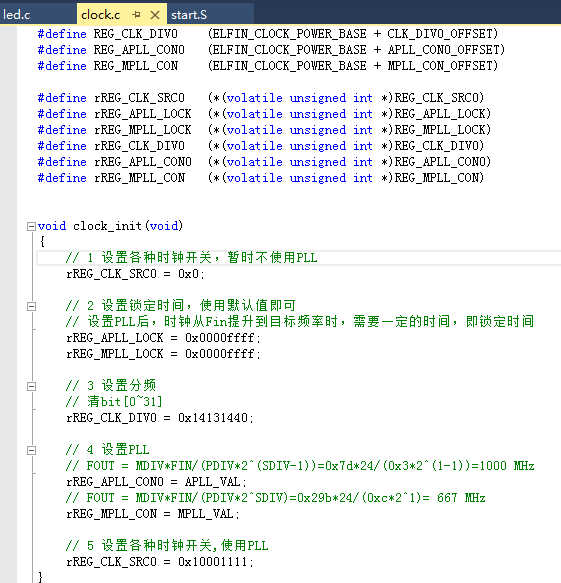 led.c clock.c start.S
#define REG_CLK_DIV0 (ELFIN_CLOCK_POWER_BASE + CLK_DIV0_OFFSET)
#define REG_APLL_CON0 (ELFIN_CLOCK_POWER_BASE + APLL_CON0_OFFSET)
#define REG_MPLL_CON (ELFIN_CLOCK_POWER_BASE + MPLL_CON_OFFSET)
#define rREG_CLK_SRC0 (*(volatile unsigned int *)REG_CLK_SRC0)
#define rREG_APLL_LOCK (*(volatile unsigned int *)REG_APLL_LOCK)
#define rREG_MPLL_LOCK (*(volatile unsigned int *)REG_MPLL_LOCK)
#define rREG_CLK_DIV0 (*(volatile unsigned int *)REG_CLK_DIV0)
#define rREG_APLL_CON0 (*(volatile unsigned int *)REG_APLL_CON0)
#define rREG_MPLL_CON (*(volatile unsigned int *)REG_MPLL_CON)
void clock_init(void)
{
// 1 设置各种时钟开关，暂时不使用PLL
rREG_CLK_SRC0 = 0x0;
// 2 设置锁定时间，使用默认值即可
// 设置PLL后，时钟从Fin提升到目标频率时，需要一定的时间，即锁定时间
rREG_APLL_LOCK = 0x0000ffff;
rREG_MPLL_LOCK = 0x0000ffff;
// 3 设置分频
// 清bit[0~31]
rREG_CLK_DIV0 = 0x14131440;
// 4 设置PLL
// FOUT = MDIV*FIN/(PDIV*2^(SDIV-1))=0x7d*24/(0x3*2^(1-1))=1000 MHz
rREG_APLL_CON0 = APLL_VAL;
// FOUT = MDIV*FIN/(PDIV*2^SDIV)=0x29b*24/(0xc*2^1)= 667 MHz
rREG_MPLL_CON = MPLL_VAL;
// 5 设置各种时钟开关,使用PLL
rREG_CLK_SRC0 = 0x10001111;
}